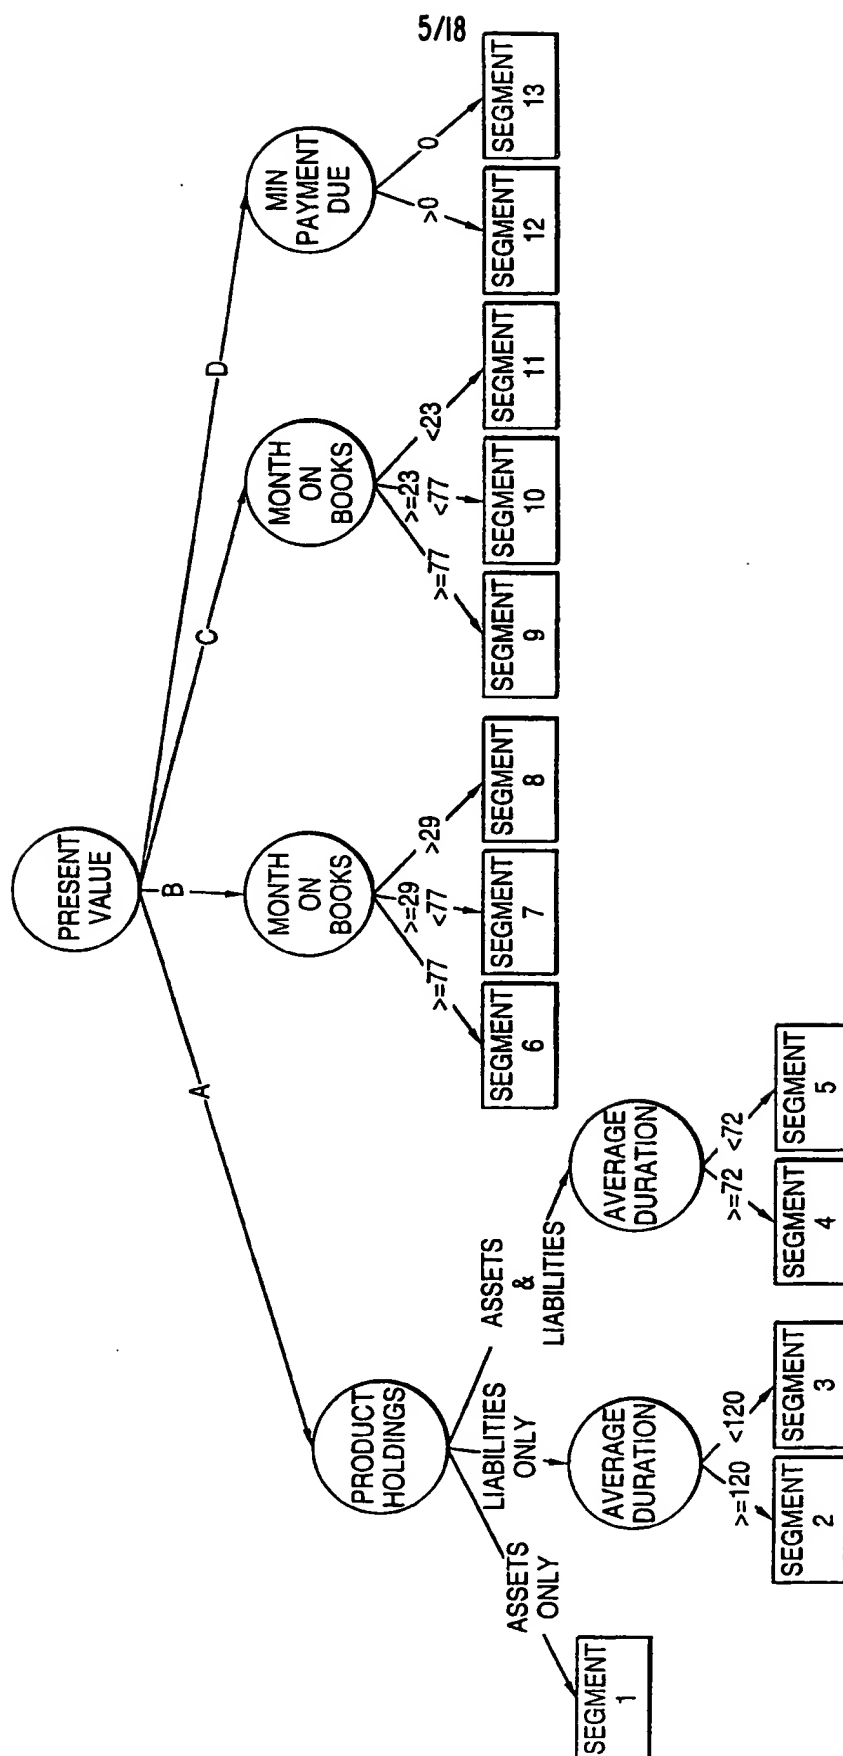 5/18
PRESENT
VALUE
A
B
C
D
PRODUCT
HOLDINGS
MONTH
ON
BOOKS
MONTH
ON
BOOKS
MIN
PAYMENT
DUE
ASSETS
ONLY
LIABILITIES
ONLY
ASSETS
&
LIABILITIES
>=77
>=29
<77
>29
>=77
>=23
<77
<23
>0
0
SEGMENT
6
SEGMENT
7
SEGMENT
8
SEGMENT
9
SEGMENT
10
SEGMENT
11
SEGMENT
12
SEGMENT
13
SEGMENT
1
AVERAGE
DURATION
AVERAGE
DURATION
>=120
<120
>=72
<72
SEGMENT
2
SEGMENT
3
SEGMENT
4
SEGMENT
5